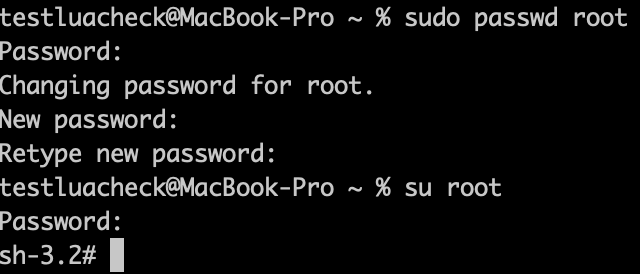 testluacheck@MacBook-Pro ~ % sudo passwd root
Password:
Changing password for root.
New password:
Retype new password:
testluacheck@MacBook-Pro ~ % su root
Password:
sh-3.2#